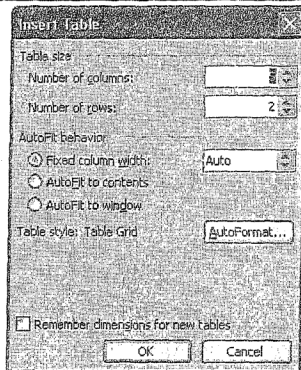 Insert Table
Table size
Number of columns:
Number of rows: 2
AutoFit behavior
Fixed column width: Auto
AutoFit to contents
AutoFit to window
Table style: Table Grid AutoFormat...
Remember dimensions for new tables
OK Cancel